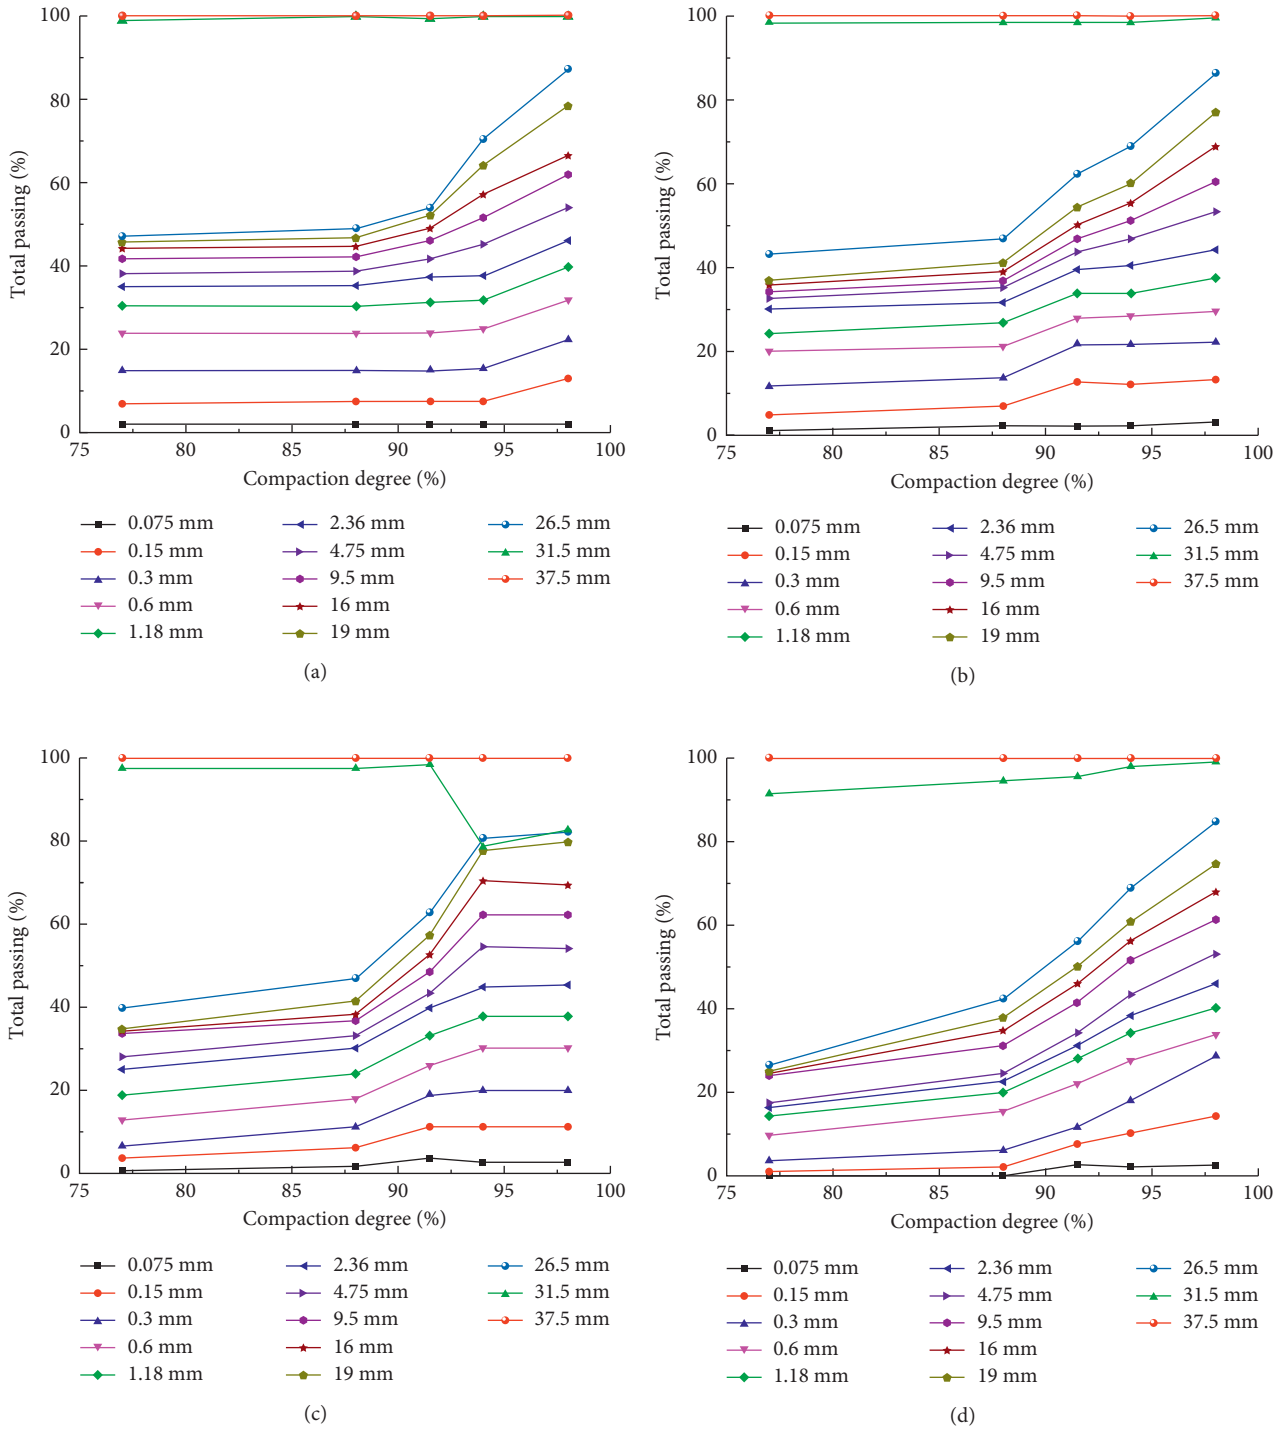 100
80
60
40
20
0
Total passing (%)
75 80 85 90 95 100
Compaction degree (%)
0.075 mm 2.36 mm 26.5 mm
0.15 mm 4.75 mm 31.5 mm
0.3 mm 9.5 mm 37.5 mm
0.6 mm 16 mm
1.18 mm 19 mm
(a)
100
80
60
40
20
0
Total passing (%)
75 80 85 90 95 100
Compaction degree (%)
0.075 mm 2.36 mm 26.5 mm
0.15 mm 4.75 mm 31.5 mm
0.3 mm 9.5 mm 37.5 mm
0.6 mm 16 mm
1.18 mm 19 mm
(b)
100
80
60
40
20
0
Total passing (%)
75 80 85 90 95 100
Compaction degree (%)
0.075 mm 2.36 mm 26.5 mm
0.15 mm 4.75 mm 31.5 mm
0.3 mm 9.5 mm 37.5 mm
0.6 mm 16 mm
1.18 mm 19 mm
(c)
100
80
60
40
20
0
Total passing (%)
75 80 85 90 95 100
Compaction degree (%)
0.075 mm 2.36 mm 26.5 mm
0.15 mm 4.75 mm 31.5 mm
0.3 mm 9.5 mm 37.5 mm
0.6 mm 16 mm
1.18 mm 19 mm
(d)